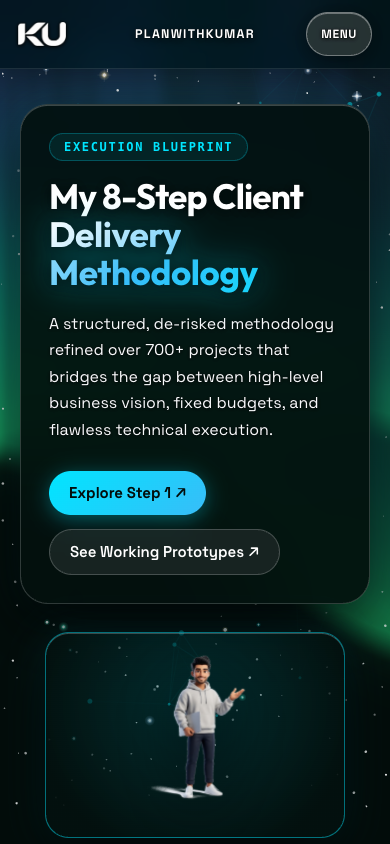 KU
PLANWITHKUMAR
MENU
EXECUTION BLUEPRINT
My 8-Step Client
Delivery
Methodology
A structured, de-risked methodology
refined over 700+ projects that
bridges the gap between high-level
business vision, fixed budgets, and
flawless technical execution.
Explore Step 1 ↗
See Working Prototypes ↗